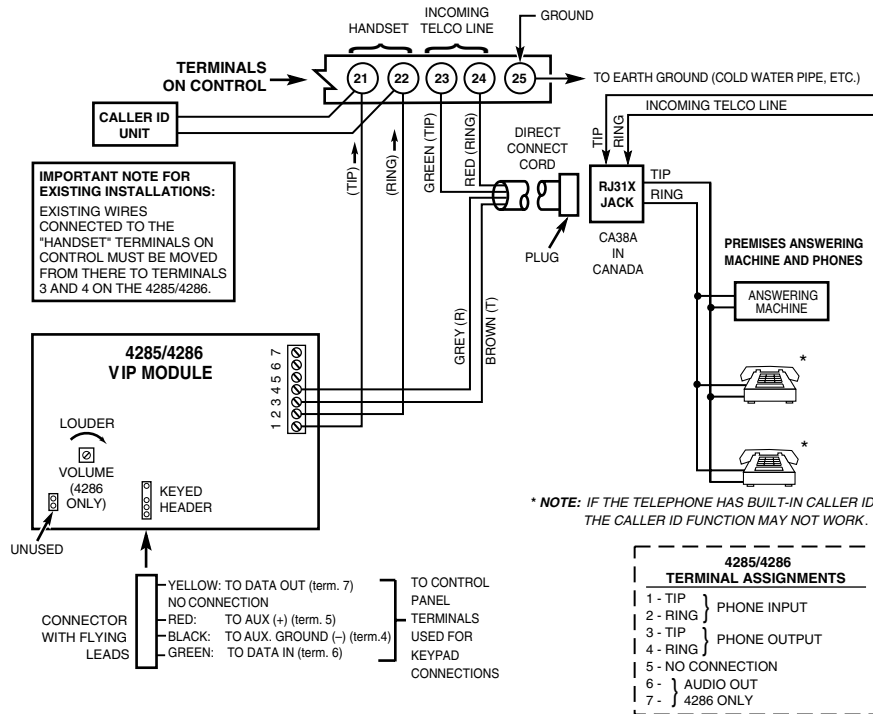 HANDSET
INCOMING
TELCO LINE
GROUND
TERMINALS
ON CONTROL
21 22 23 24 25
TO EARTH GROUND (COLD WATER PIPE, ETC.)
INCOMING TELCO LINE
CALLER ID
UNIT
(TIP)
(RING)
GREEN (TIP)
RED (RING)
DIRECT
CONNECT
CORD
TIP
RING
RJ31X
JACK
TIP
RING
IMPORTANT NOTE FOR
EXISTING INSTALLATIONS:
EXISTING WIRES
CONNECTED TO THE
"HANDSET" TERMINALS ON
CONTROL MUST BE MOVED
FROM THERE TO TERMINALS
3 AND 4 ON THE 4285/4286.
PLUG
CA38A
IN
CANADA
PREMISES ANSWERING
MACHINE AND PHONES
ANSWERING
MACHINE
GREY (R)
BROWN (T)
4285/4286
VIP MODULE
1 2 3 4 5 6 7
LOUDER
VOLUME
(4286
ONLY)
KEYED
HEADER
UNUSED
*
*
* NOTE: IF THE TELEPHONE HAS BUILT-IN CALLER ID
THE CALLER ID FUNCTION MAY NOT WORK.
CONNECTOR
WITH FLYING
LEADS
YELLOW: TO DATA OUT (term. 7)
NO CONNECTION
RED: TO AUX (+) (term. 5)
BLACK: TO AUX. GROUND (–) (term.4)
GREEN: TO DATA IN (term. 6)
TO CONTROL
PANEL
TERMINALS
USED FOR
KEYPAD
CONNECTIONS
4285/4286
TERMINAL ASSIGNMENTS
1 - TIP
2 - RING
PHONE INPUT
3 - TIP
4 - RING
PHONE OUTPUT
5 - NO CONNECTION
6 -
7 -
AUDIO OUT
4286 ONLY